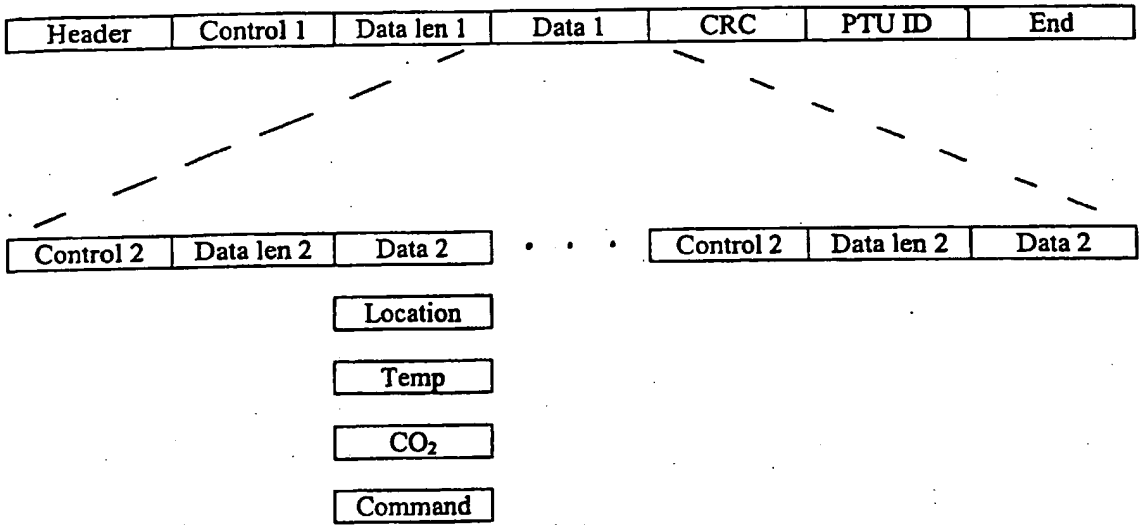 Header Control 1 Data len 1 Data 1 CRC PTU ID End
Control 2 Data len 2 Data 2 . . . Control 2 Data len 2 Data 2
Location
Temp
CO₂
Command